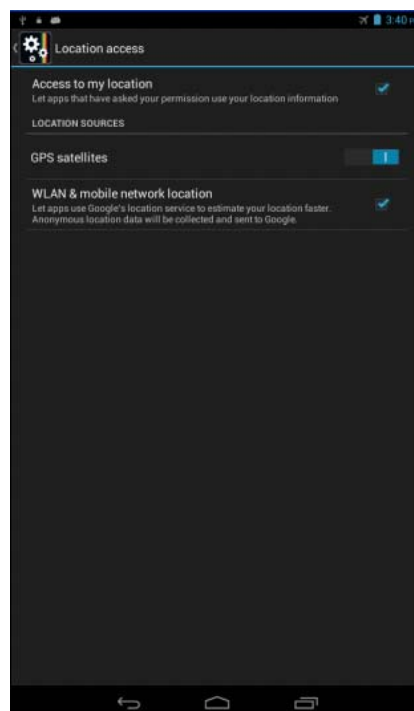 3:40
Location access
Access to my location
Let apps that have asked your permission use your location information
LOCATION SOURCES
GPS satellites
WLAN & mobile network location
Let apps use Google's location service to estimate your location faster.
Anonymous location data will be collected and sent to Google.